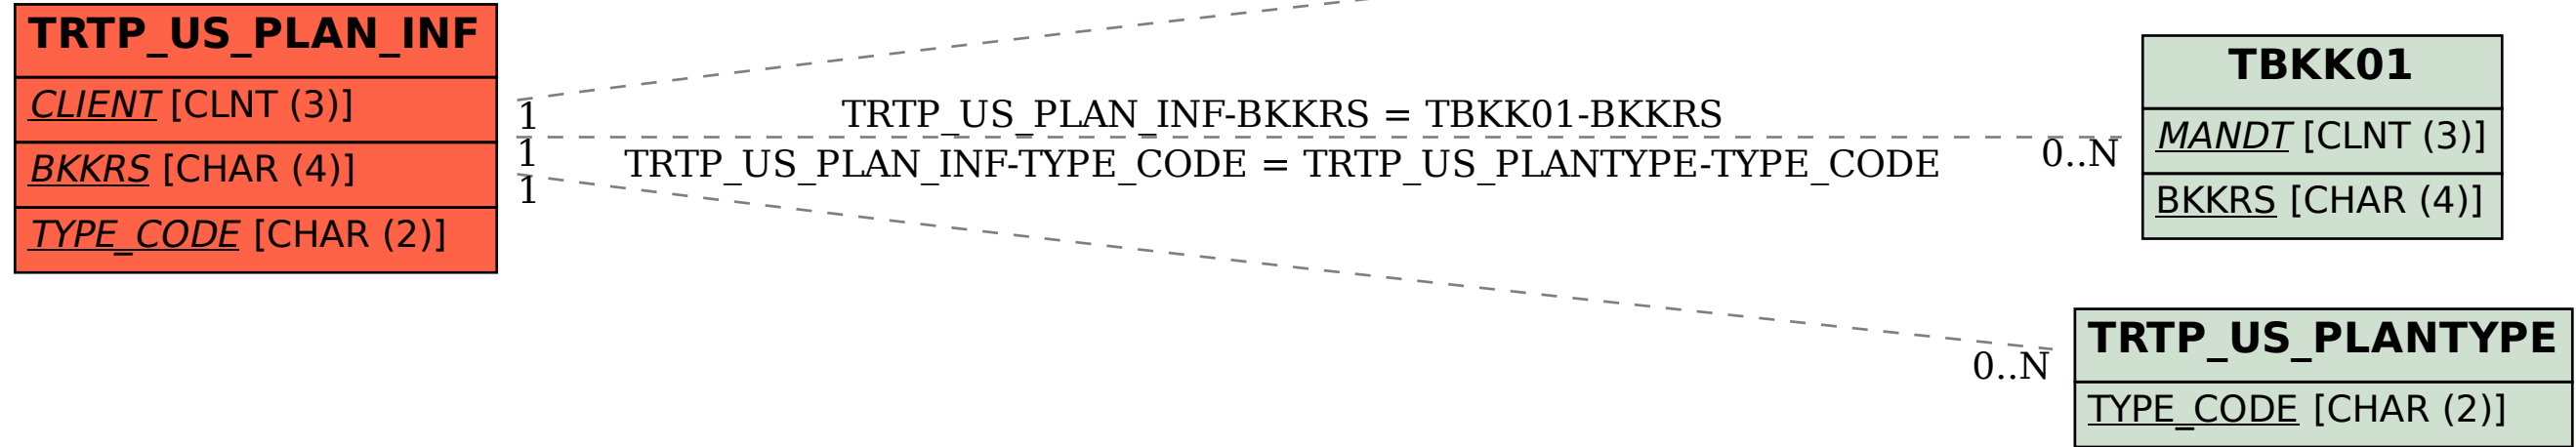 TRTP_US_PLAN_INF
CLIENT [CLNT (3)]
BKKRS [CHAR (4)]
TYPE_CODE [CHAR (2)]
1
1
1
TRTP_US_PLAN_INF-BKKRS = TBKK01-BKKRS
TRTP_US_PLAN_INF-TYPE_CODE = TRTP_US_PLANTYPE-TYPE_CODE
0..N
0..N
TBKK01
MANDT [CLNT (3)]
BKKRS [CHAR (4)]
TRTP_US_PLANTYPE
TYPE_CODE [CHAR (2)]